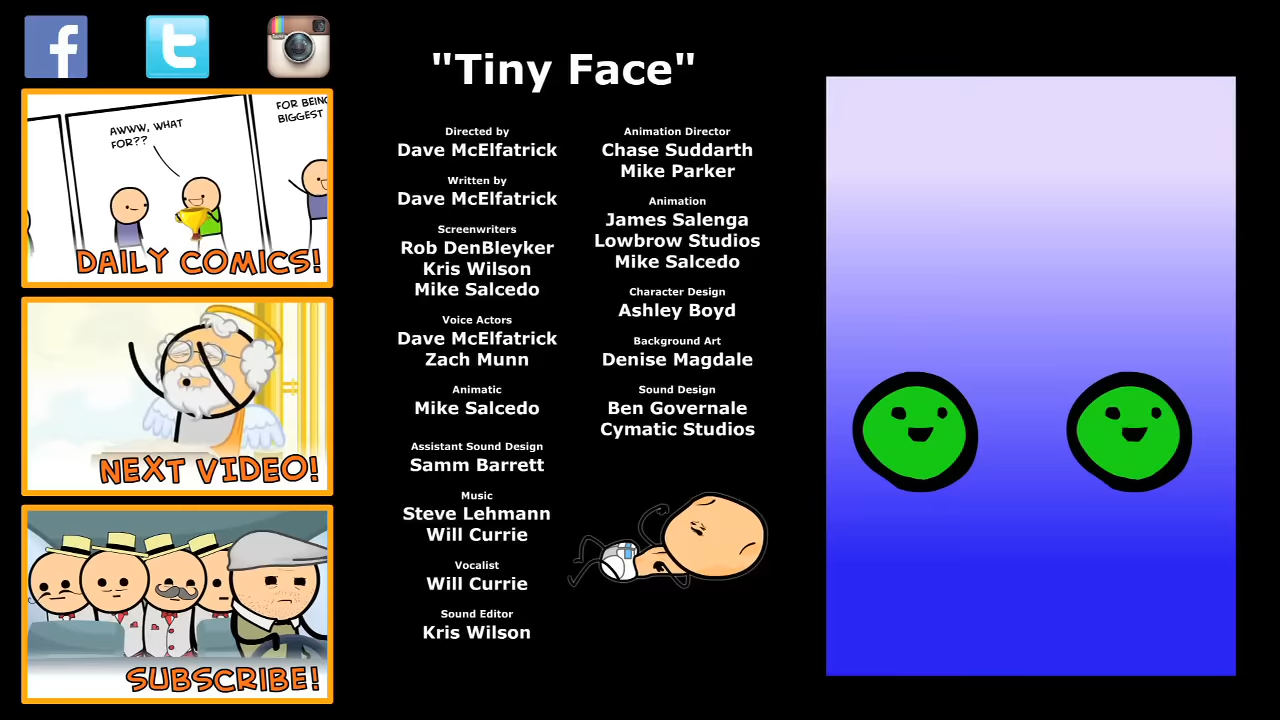 "Tiny Face"
AWWW, WHAT
FOR??
FOR BEING
BIGGEST
DAILY COMICS!
NEXT VIDEO!
SUBSCRIBE!
Directed by
Dave McElfatrick
Written by
Dave McElfatrick
Screenwriters
Rob DenBleyker
Kris Wilson
Mike Salcedo
Voice Actors
Dave McElfatrick
Zach Munn
Animatic
Mike Salcedo
Assistant Sound Design
Samm Barrett
Music
Steve Lehmann
Will Currie
Vocalist
Will Currie
Sound Editor
Kris Wilson
Animation Director
Chase Suddarth
Mike Parker
Animation
James Salenga
Lowbrow Studios
Mike Salcedo
Character Design
Ashley Boyd
Background Art
Denise Magdale
Sound Design
Ben Governale
Cymatic Studios